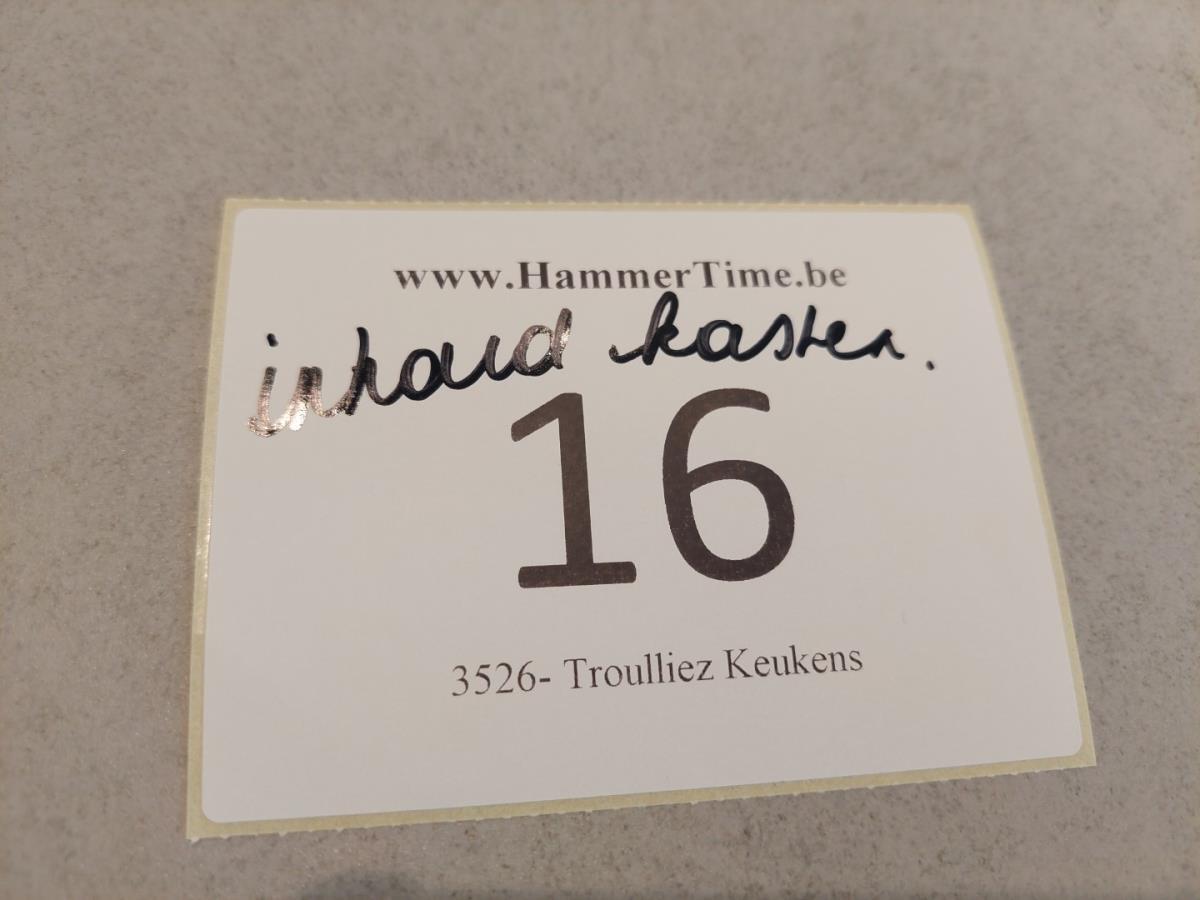 www.HammerTime.be
inhoud kasten.
16
3526- Troulliez Keukens